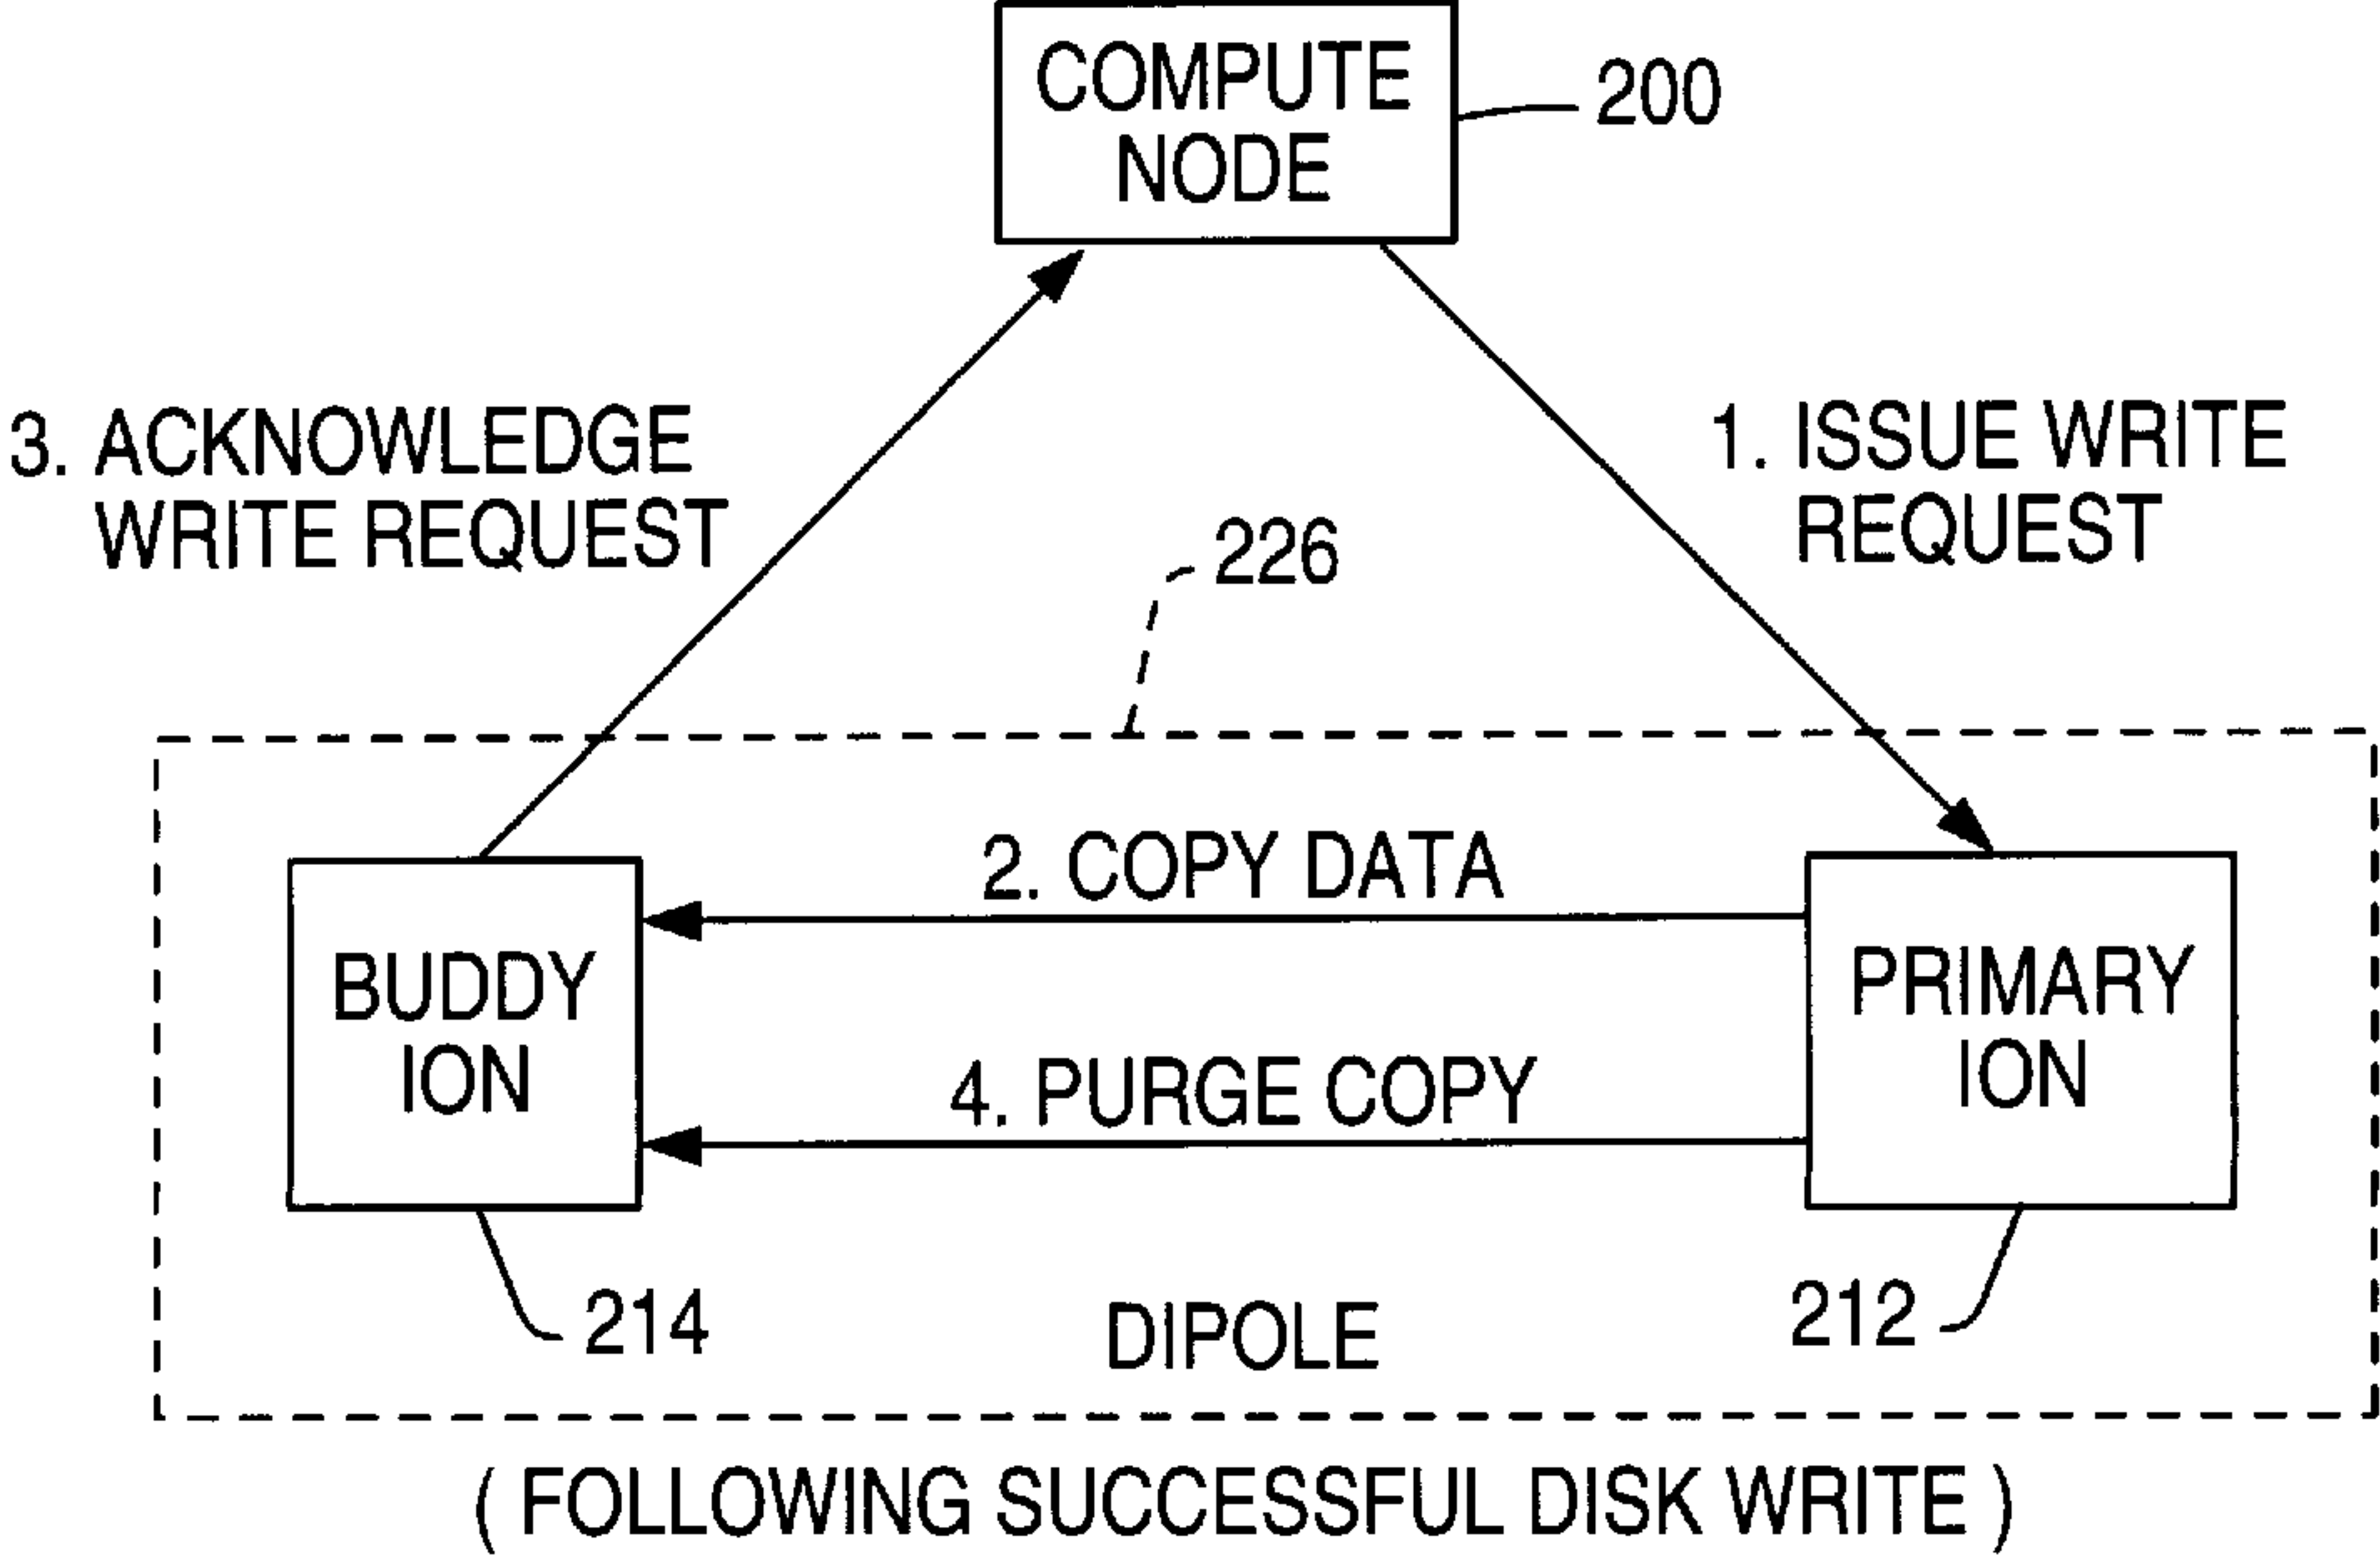 COMPUTE
NODE
200
3. ACKNOWLEDGE
WRITE REQUEST
1. ISSUE WRITE
REQUEST
226
2. COPY DATA
BUDDY
ION
PRIMARY
ION
4. PURGE COPY
214
DIPOLE
212
( FOLLOWING SUCCESSFUL DISK WRITE )